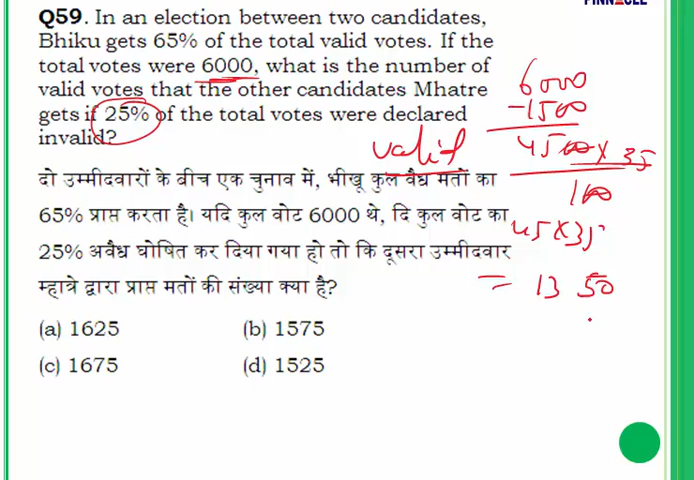 PINNACLE
Q59. In an election between two candidates,
Bhiku gets 65% of the total valid votes. If the
total votes were 6000, what is the number of
valid votes that the other candidates Mhatre
gets if 25% of the total votes were declared
invalid?
दो उम्मीदवारों के बीच एक चुनाव में, भीखू कुल वैध मतों का
65% प्राप्त करता है। यदि कुल वोट 6000 थे, दि कुल वोट का
25% अवैध घोषित कर दिया गया हो तो कि दूसरा उम्मीदवार
म्हात्रे द्वारा प्राप्त मतों की संख्या क्या है?
(a) 1625 (b) 1575
(c) 1675 (d) 1525
6000
-1500
valid
4500 x 35
100
45 x 35
= 13 50